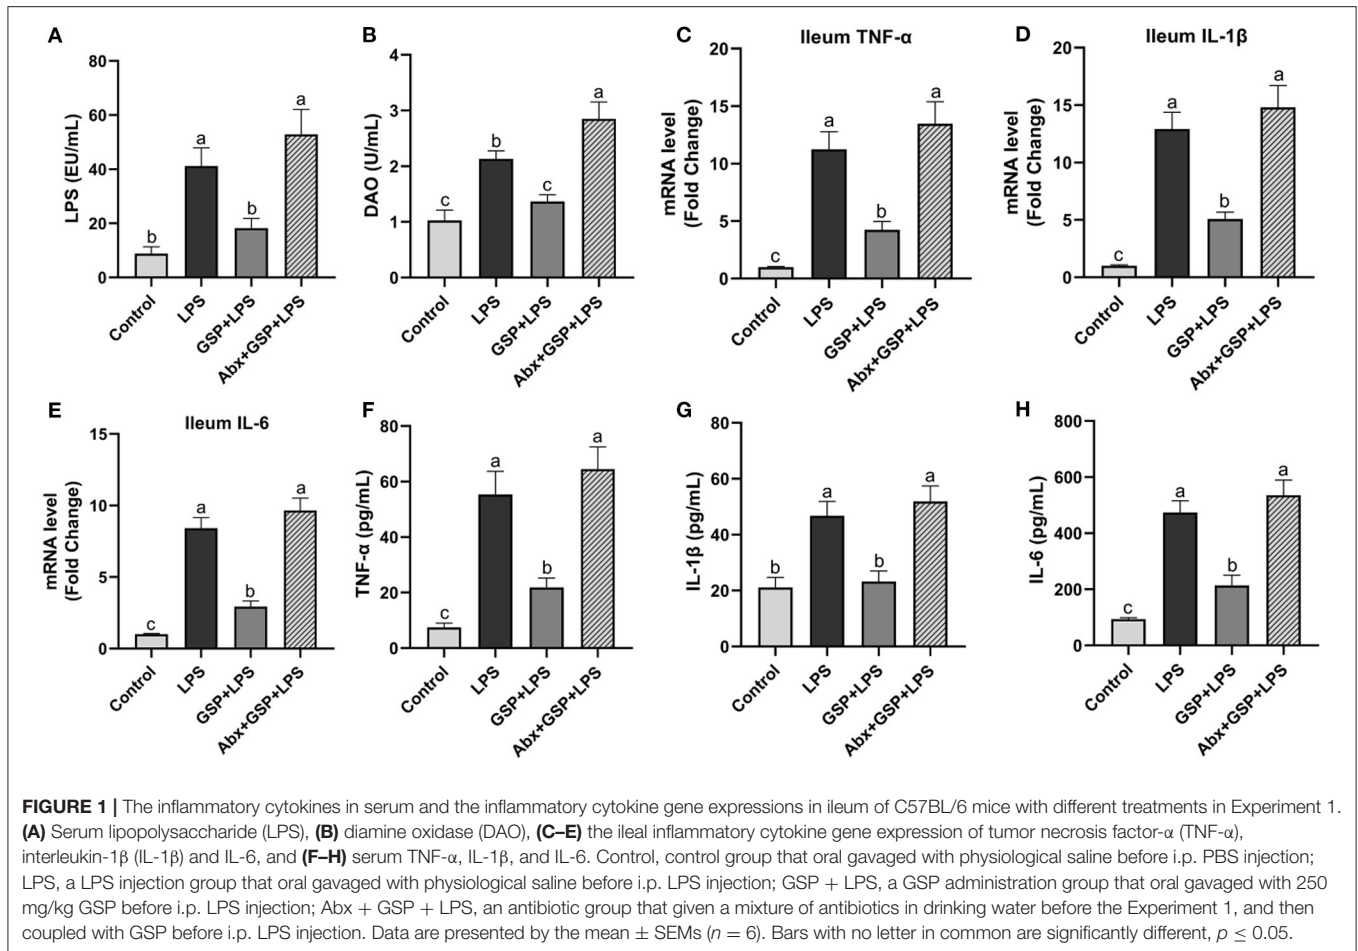 A
LPS (EU/mL)
80
60
40
20
0
b
a
b
a
Control
LPS
GSP+LPS
Abx+GSP+LPS
B
DAO (U/mL)
4
3
2
1
0
c
b
c
a
Control
LPS
GSP+LPS
Abx+GSP+LPS
C
Ileum TNF-α
mRNA level
(Fold Change)
20
15
10
5
0
c
a
b
a
Control
LPS
GSP+LPS
Abx+GSP+LPS
D
Ileum IL-1β
mRNA level
(Fold Change)
20
15
10
5
0
c
a
b
a
Control
LPS
GSP+LPS
Abx+GSP+LPS
E
Ileum IL-6
mRNA level
(Fold Change)
15
10
5
0
c
a
b
a
Control
LPS
GSP+LPS
Abx+GSP+LPS
F
TNF-α (pg/mL)
80
60
40
20
0
c
a
b
a
Control
LPS
GSP+LPS
Abx+GSP+LPS
G
IL-1β (pg/mL)
80
60
40
20
0
b
a
b
a
Control
LPS
GSP+LPS
Abx+GSP+LPS
H
IL-6 (pg/mL)
800
600
400
200
0
c
a
b
a
Control
LPS
GSP+LPS
Abx+GSP+LPS
FIGURE 1 | The inflammatory cytokines in serum and the inflammatory cytokine gene expressions in ileum of C57BL/6 mice with different treatments in Experiment 1.
(A) Serum lipopolysaccharide (LPS), (B) diamine oxidase (DAO), (C–E) the ileal inflammatory cytokine gene expression of tumor necrosis factor-α (TNF-α),
interleukin-1β (IL-1β) and IL-6, and (F–H) serum TNF-α, IL-1β, and IL-6. Control, control group that oral gavaged with physiological saline before i.p. PBS injection;
LPS, a LPS injection group that oral gavaged with physiological saline before i.p. LPS injection; GSP + LPS, a GSP administration group that oral gavaged with 250
mg/kg GSP before i.p. LPS injection; Abx + GSP + LPS, an antibiotic group that given a mixture of antibiotics in drinking water before the Experiment 1, and then
coupled with GSP before i.p. LPS injection. Data are presented by the mean ± SEMs (n = 6). Bars with no letter in common are significantly different, p ≤ 0.05.